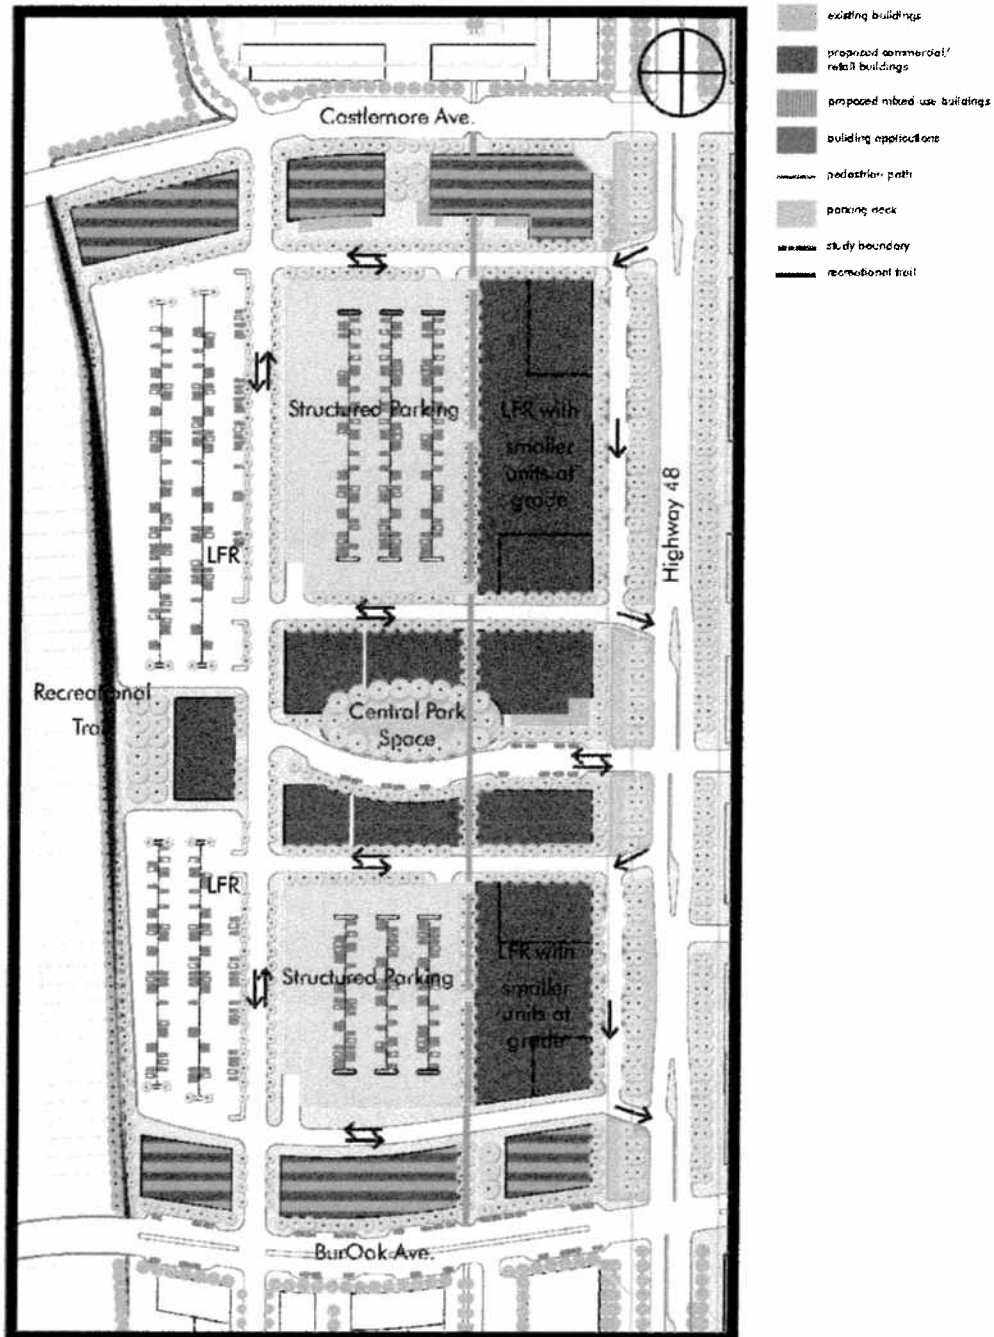 existing buildings
proposed commercial/
retail buildings
proposed mixed use buildings
building applications
pedestrian path
parking deck
study boundary
recreational trail
Castlemore Ave.
Structured Parking
LFR with
smaller
units at
grade
Highway 48
LFR
Recreational
Trail
Central Park
Space
LFR
Structured Parking
LFR with
smaller
units at
grade
BurOak Ave.